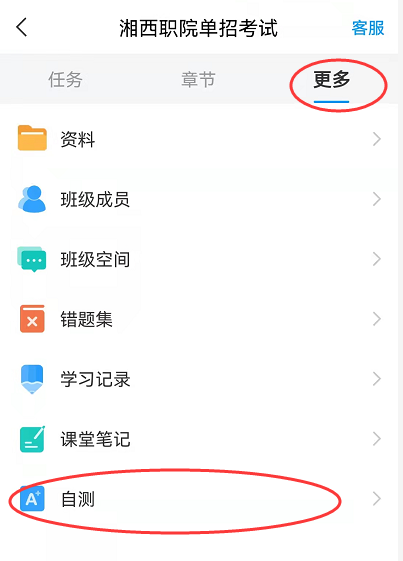 湘西职院单招考试 客服
任务 章节 更多
资料
班级成员
班级空间
错题集
学习记录
课堂笔记
A+ 自测